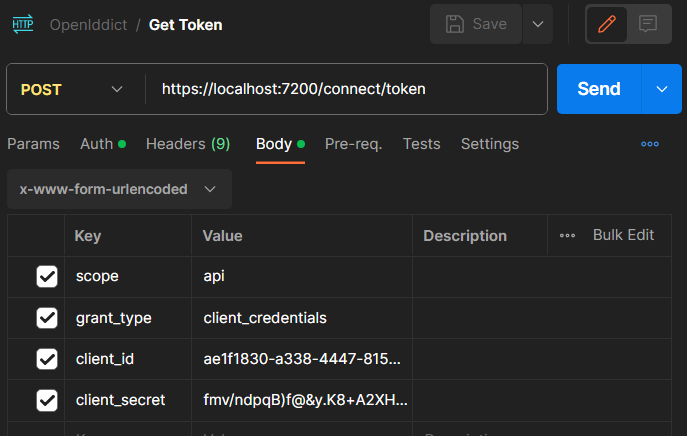 HTTP OpenIddict / Get Token Save
POST https://localhost:7200/connect/token Send
Params Auth Headers (9) Body Pre-req. Tests Settings
x-www-form-urlencoded
Key Value Description Bulk Edit
scope api
grant_type client_credentials
client_id ae1f1830-a338-4447-815...
client_secret fmv/ndpqB)f@&y.K8+A2XH...